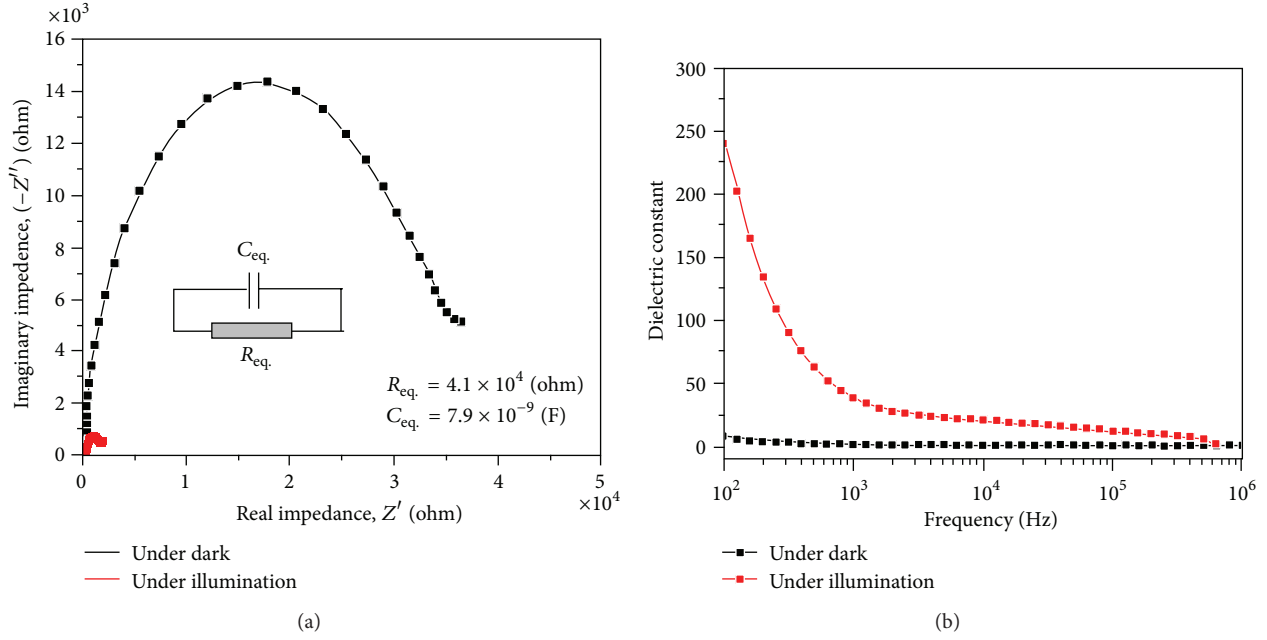 ×10³
16
14
12
10
8
6
4
2
0
Imaginary impedence, (−Z′′) (ohm)
C_eq.
R_eq.
R_eq. = 4.1 × 10⁴ (ohm)
C_eq. = 7.9 × 10⁻⁹ (F)
0 1 2 3 4 5
×10⁴
Real impedance, Z′ (ohm)
Under dark
Under illumination
(a)
300
250
200
150
100
50
0
Dielectric constant
10² 10³ 10⁴ 10⁵ 10⁶
Frequency (Hz)
Under dark
Under illumination
(b)